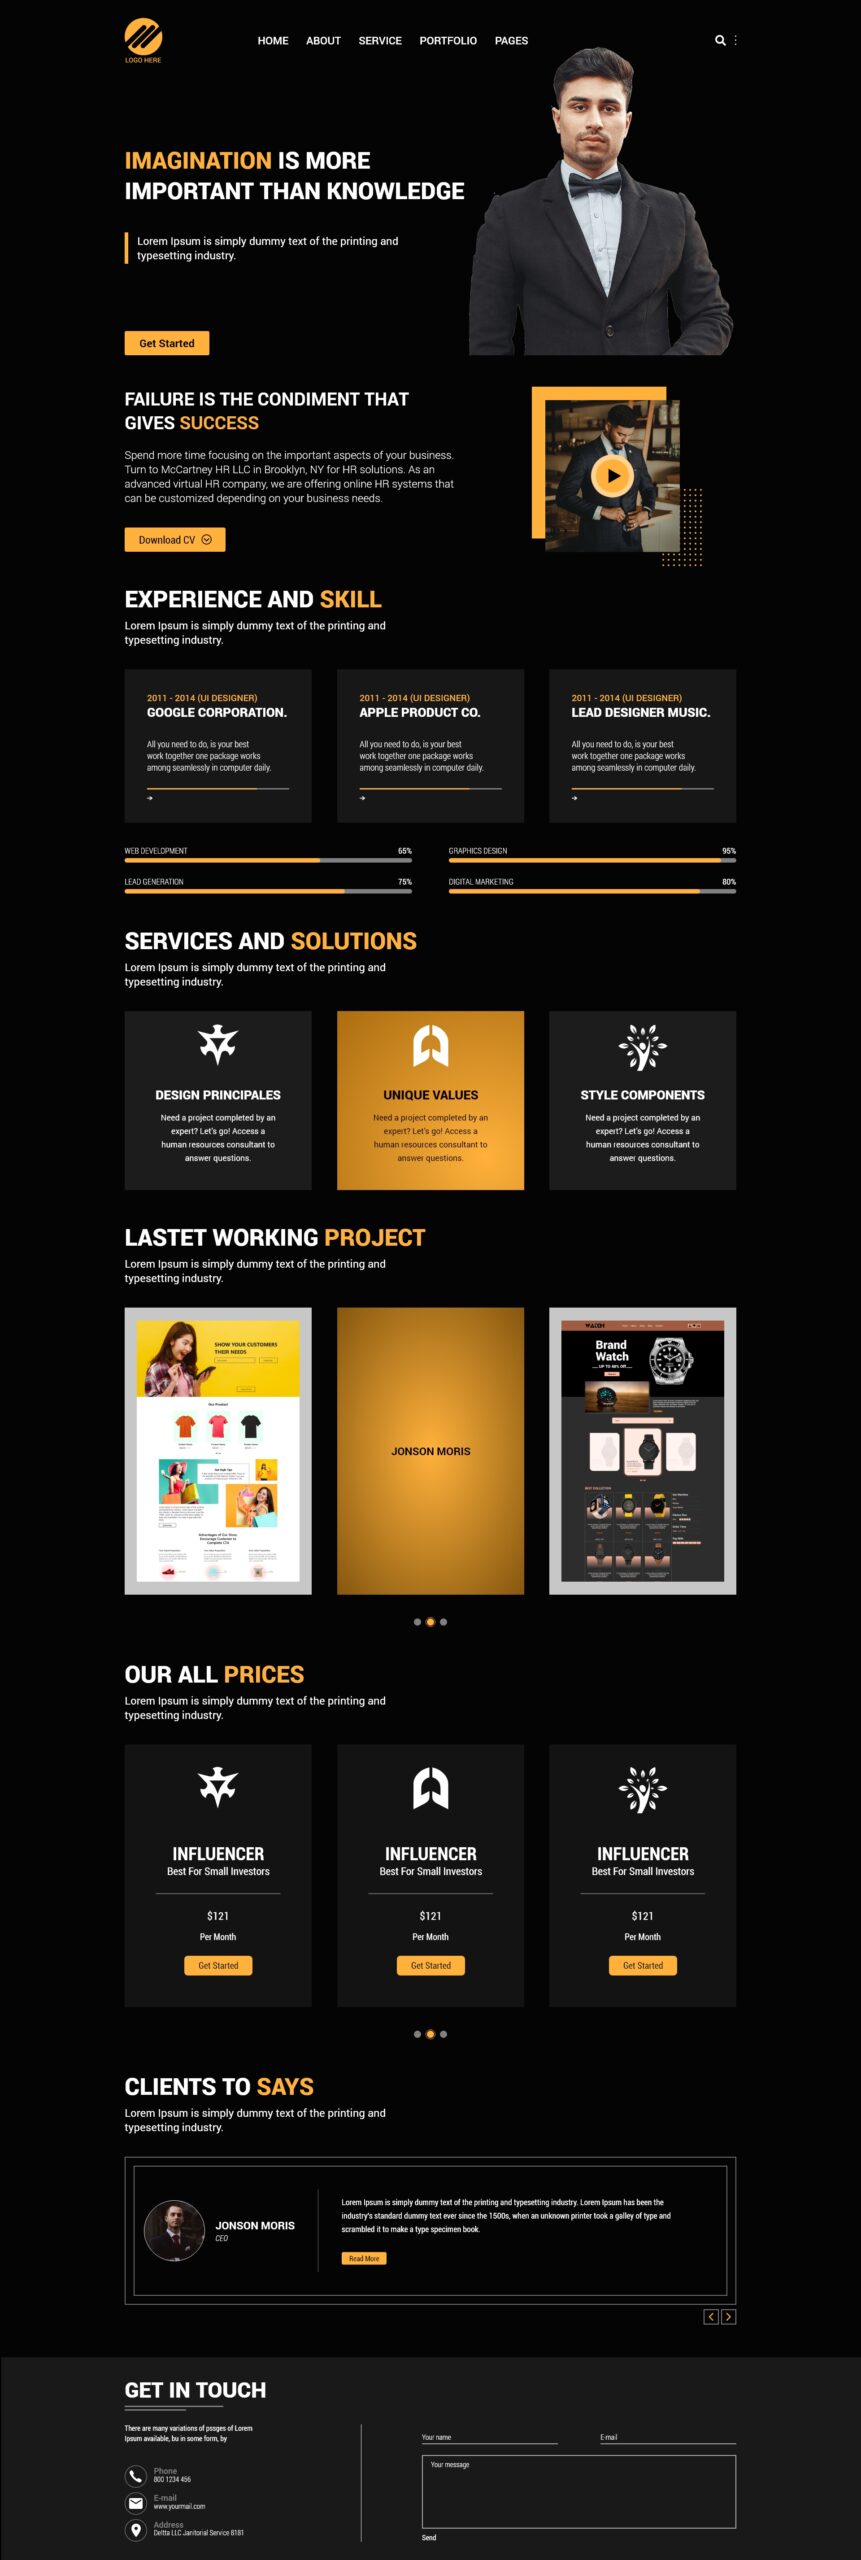 LOGO HERE
HOME
ABOUT
SERVICE
PORTFOLIO
PAGES
IMAGINATION IS MORE
IMPORTANT THAN KNOWLEDGE
Lorem Ipsum is simply dummy text of the printing and
typesetting industry.
Get Started
FAILURE IS THE CONDIMENT THAT
GIVES SUCCESS
Spend more time focusing on the important aspects of your business.
Turn to McCartney HR LLC in Brooklyn, NY for HR solutions. As an
advanced virtual HR company, we are offering online HR systems that
can be customized depending on your business needs.
Download CV
EXPERIENCE AND SKILL
Lorem Ipsum is simply dummy text of the printing and
typesetting industry.
2011 - 2014 (UI DESIGNER)
GOOGLE CORPORATION.
All you need to do, is your best
work together one package works
among seamlessly in computer daily.
2011 - 2014 (UI DESIGNER)
APPLE PRODUCT CO.
All you need to do, is your best
work together one package works
among seamlessly in computer daily.
2011 - 2014 (UI DESIGNER)
LEAD DESIGNER MUSIC.
All you need to do, is your best
work together one package works
among seamlessly in computer daily.
WEB DEVELOPMENT 65%
GRAPHICS DESIGN 95%
LEAD GENERATION 75%
DIGITAL MARKETING 80%
SERVICES AND SOLUTIONS
Lorem Ipsum is simply dummy text of the printing and
typesetting industry.
DESIGN PRINCIPALES
Need a project completed by an
expert? Let's go! Access a
human resources consultant to
answer questions.
UNIQUE VALUES
Need a project completed by an
expert? Let's go! Access a
human resources consultant to
answer questions.
STYLE COMPONENTS
Need a project completed by an
expert? Let's go! Access a
human resources consultant to
answer questions.
LASTET WORKING PROJECT
Lorem Ipsum is simply dummy text of the printing and
typesetting industry.
SHOW YOUR CUSTOMERS
THEIR NEEDS
Our Product
Advantages of Our Store,
Encourage Customer to
Complete CTA
JONSON MORIS
Brand
Watch
UP TO 40% Off
BEST COLLECTION
OUR ALL PRICES
Lorem Ipsum is simply dummy text of the printing and
typesetting industry.
INFLUENCER
Best For Small Investors
$121
Per Month
Get Started
INFLUENCER
Best For Small Investors
$121
Per Month
Get Started
INFLUENCER
Best For Small Investors
$121
Per Month
Get Started
CLIENTS TO SAYS
Lorem Ipsum is simply dummy text of the printing and
typesetting industry.
JONSON MORIS
CEO
Lorem Ipsum is simply dummy text of the printing and typesetting industry. Lorem Ipsum has been the
industry's standard dummy text ever since the 1500s, when an unknown printer took a galley of type and
scrambled it to make a type specimen book.
Read More
GET IN TOUCH
There are many variations of pssges of Lorem
Ipsum available, bu in some form, by
Phone
800 1234 456
E-mail
www.yourmail.com
Address
Deltta LLC Janitorial Service 8181
Your name
E-mail
Your message
Send